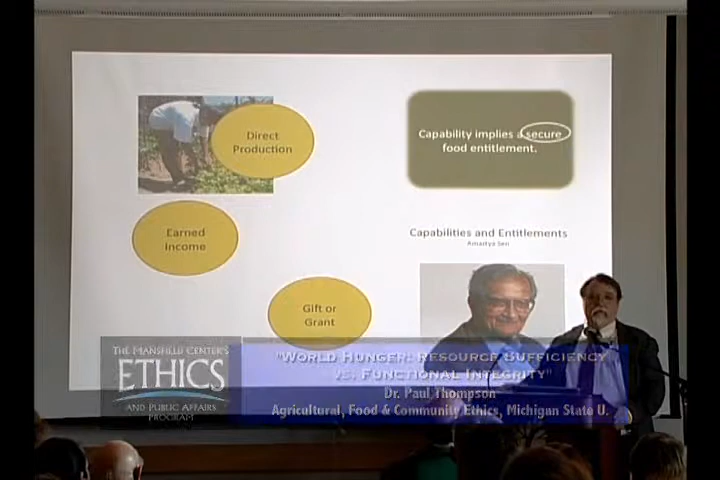 Direct
Production
Capability implies a secure
food entitlement.
Earned
Income
Capabilities and Entitlements
Amartya Sen
Gift or
Grant
The Mansfield Center's
ETHICS
and Public Affairs
Program
"World Hunger: Resource Sufficiency
vs. Functional Integrity"
Dr. Paul Thompson
Agricultural, Food & Community Ethics, Michigan State U.